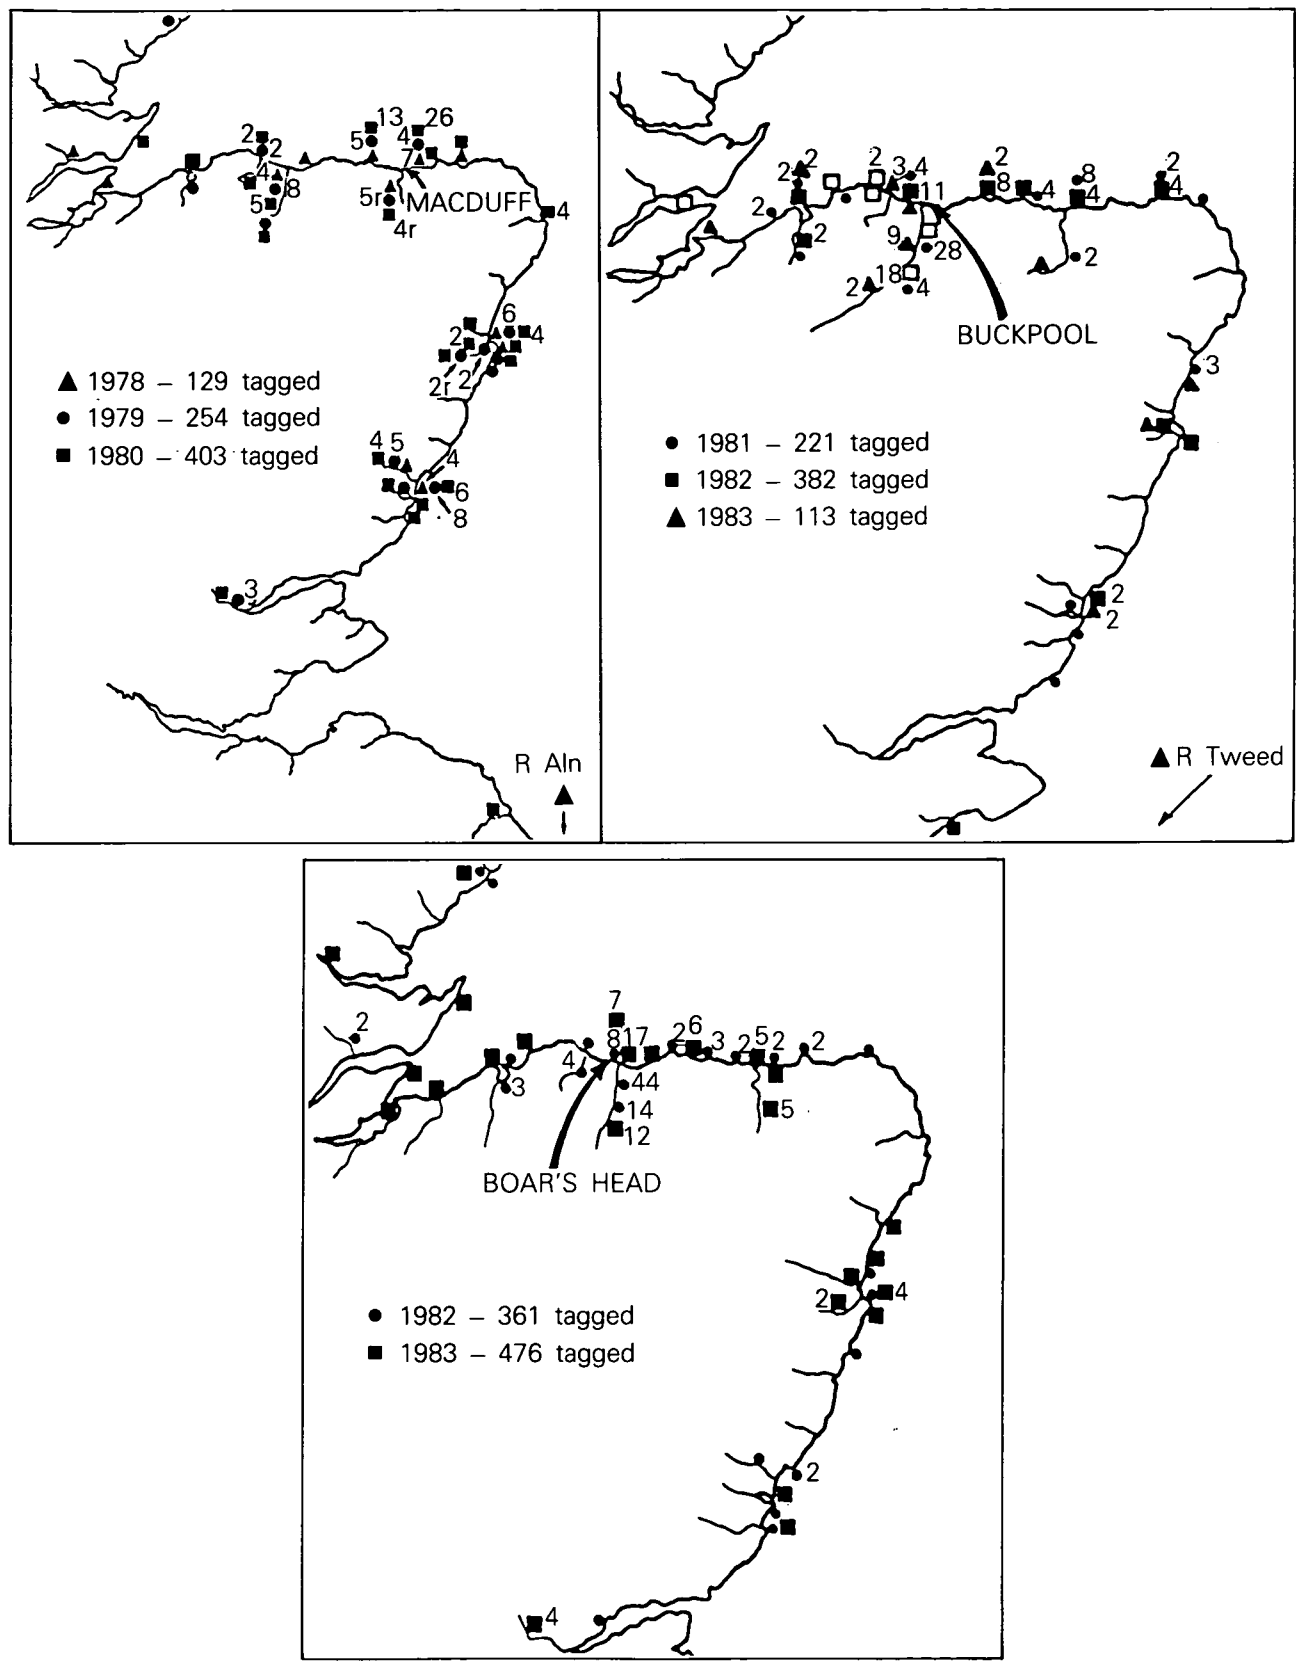 13 26
2 2 5 4
7
4 8
5
5r MACDUFF
4r
4
6
2 4
2r 2
▲ 1978 – 129 tagged
● 1979 – 254 tagged
■ 1980 – 403 tagged
4 5 4
6
8
3
R Aln
2 2 3 4 2 8 2
2 11 8 4 4 4
2
2 9 28 2
18
2 4
BUCKPOOL
3
● 1981 – 221 tagged
■ 1982 – 382 tagged
▲ 1983 – 113 tagged
2
2
▲ R Tweed
7
2 8 17 2 6 3 2 5 2 2
4
3 44
14 5
12
BOAR'S HEAD
2 4
● 1982 – 361 tagged
■ 1983 – 476 tagged
2
4